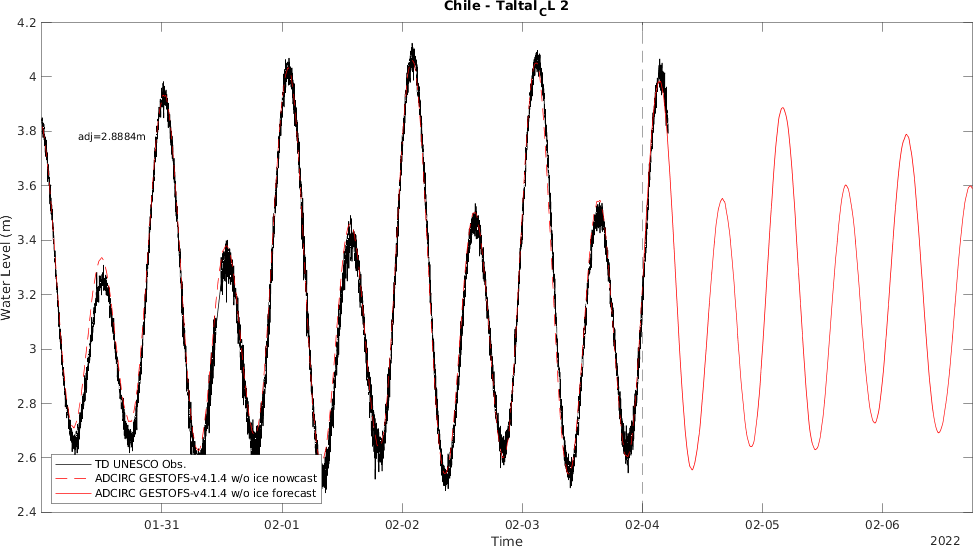 Chile - Taltal_CL 2
4.2
4
3.8
3.6
3.4
3.2
3
2.8
2.6
2.4
Water Level (m)
adj=2.8884m
TD UNESCO Obs.
ADCIRC GESTOFS-v4.1.4 w/o ice nowcast
ADCIRC GESTOFS-v4.1.4 w/o ice forecast
01-31
02-01
02-02
02-03
02-04
02-05
02-06
Time
2022